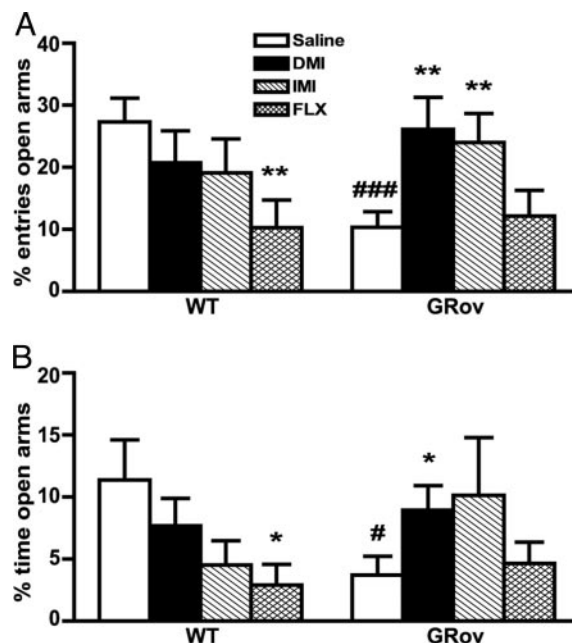 A
% entries open arms
40
30
20
10
0
Saline
DMI
IMI
FLX
**
###
**
**
WT
GRov
B
% time open arms
20
15
10
5
0
*
#
*
WT
GRov